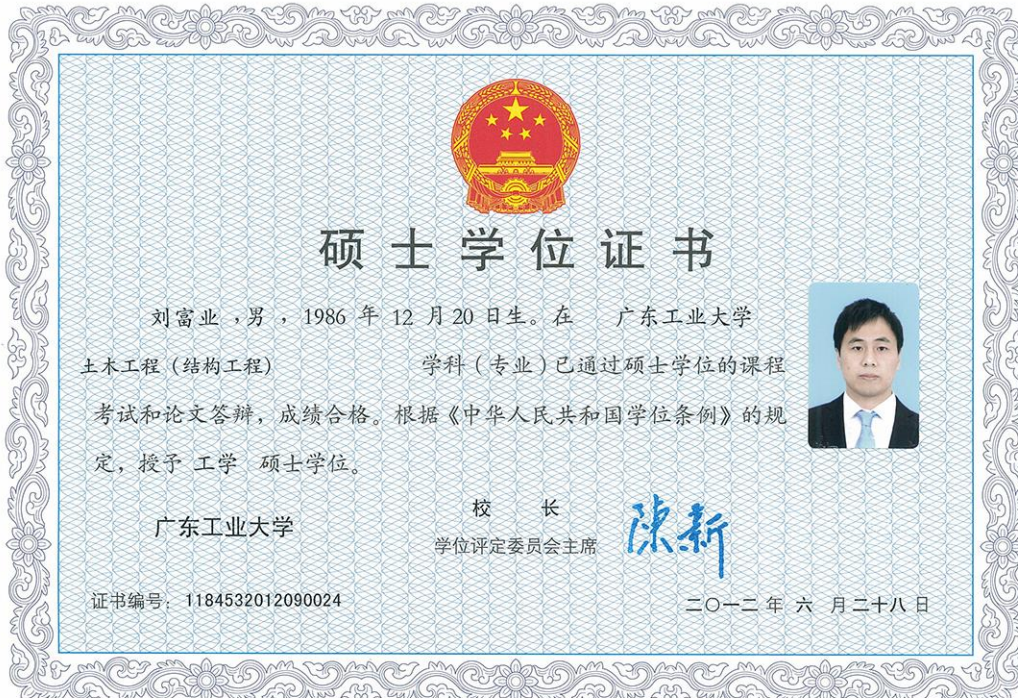 硕士学位证书
刘富业 ,男 , 1986 年 12 月 20 日生。在 广东工业大学
土木工程（结构工程） 学科（专业）已通过硕士学位的课程
考试和论文答辩，成绩合格。根据《中华人民共和国学位条例》的规
定，授予 工学 硕士学位。
广东工业大学
校 长
学位评定委员会主席
陳新
证书编号：1184532012090024
二〇一二 年 六 月 二十八 日